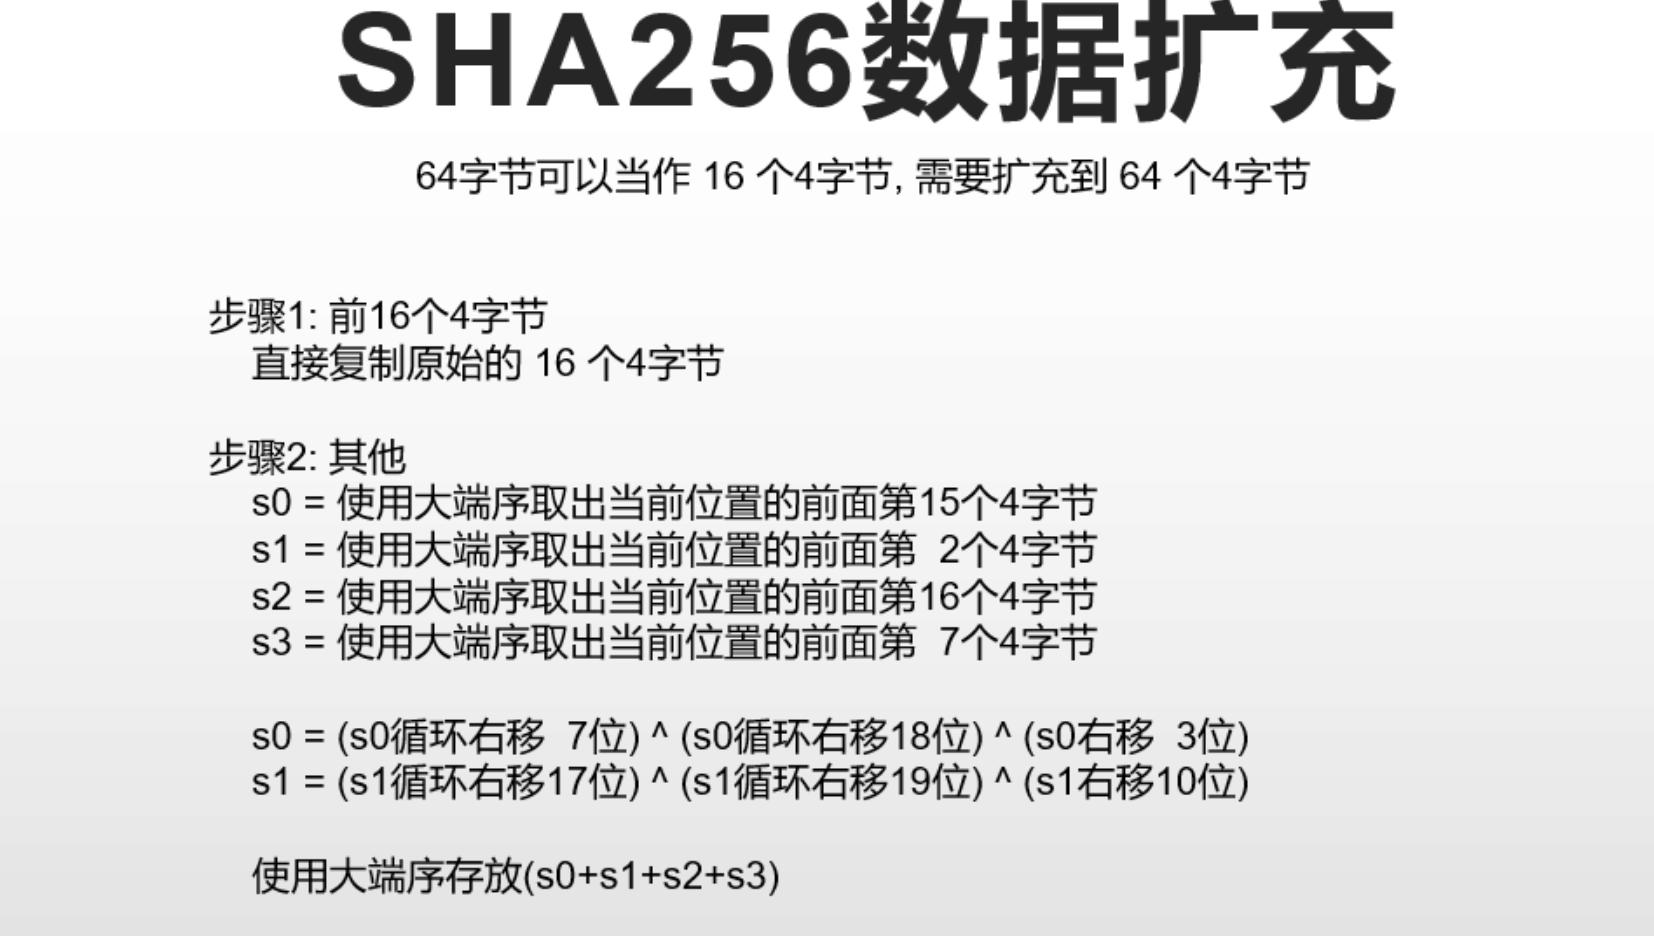 SHA256数据扩充
64字节可以当作 16 个4字节, 需要扩充到 64 个4字节
步骤1: 前16个4字节
直接复制原始的 16 个4字节
步骤2: 其他
s0 = 使用大端序取出当前位置的前面第15个4字节
s1 = 使用大端序取出当前位置的前面第 2个4字节
s2 = 使用大端序取出当前位置的前面第16个4字节
s3 = 使用大端序取出当前位置的前面第 7个4字节
s0 = (s0循环右移 7位) ^ (s0循环右移18位) ^ (s0右移 3位)
s1 = (s1循环右移17位) ^ (s1循环右移19位) ^ (s1右移10位)
使用大端序存放(s0+s1+s2+s3)